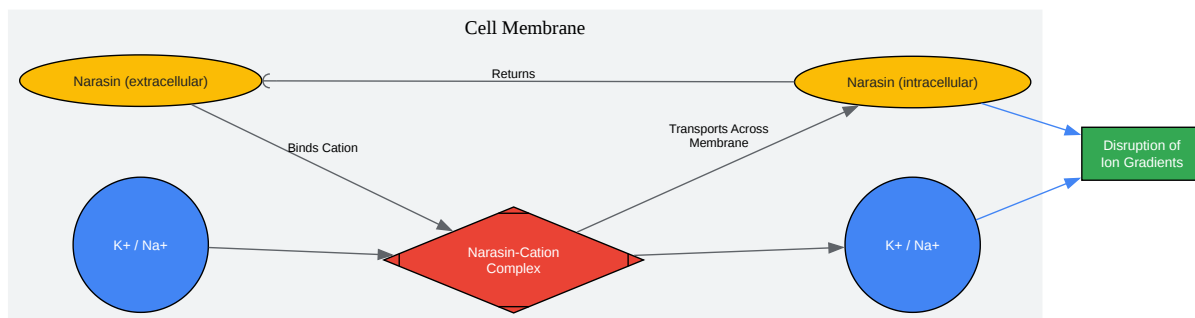 Cell Membrane
Narasin (extracellular)
Returns
Narasin (intracellular)
Binds Cation
Transports Across
Membrane
Disruption of
Ion Gradients
K+ / Na+
Narasin-Cation
Complex
K+ / Na+